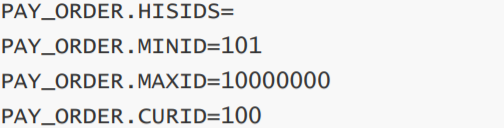 PAY_ORDER.HISIDS=
PAY_ORDER.MINID=101
PAY_ORDER.MAXID=10000000
PAY_ORDER.CURID=100